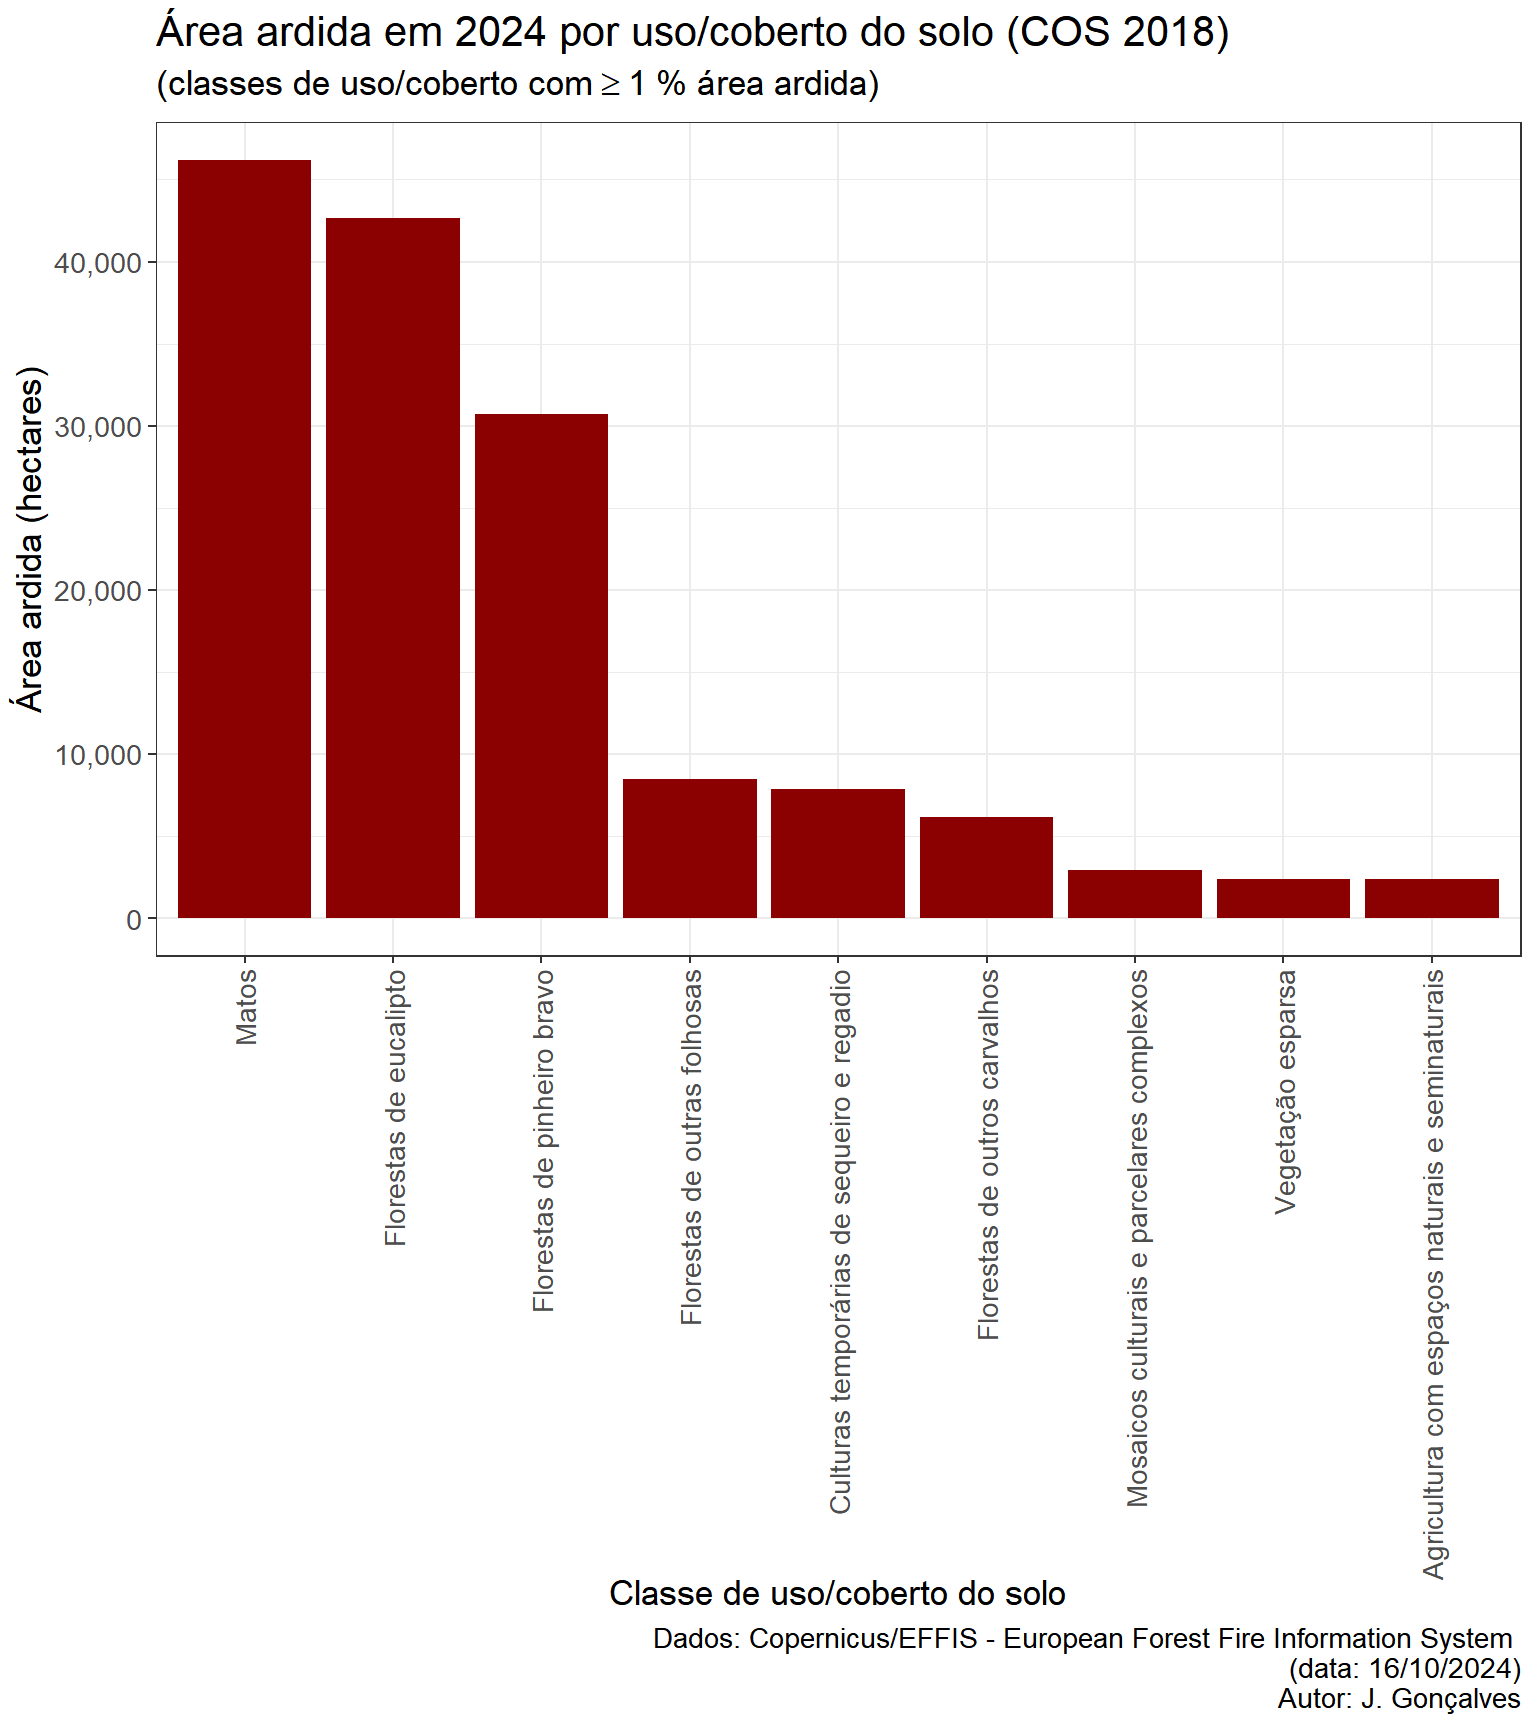 Área ardida em 2024 por uso/coberto do solo (COS 2018)
(classes de uso/coberto com ≥ 1 % área ardida)
Área ardida (hectares)
40,000
30,000
20,000
10,000
0
Matos
Florestas de eucalipto
Florestas de pinheiro bravo
Florestas de outras folhosas
Culturas temporárias de sequeiro e regadio
Florestas de outros carvalhos
Mosaicos culturais e parcelares complexos
Vegetação esparsa
Agricultura com espaços naturais e seminaturais
Classe de uso/coberto do solo
Dados: Copernicus/EFFIS - European Forest Fire Information System
(data: 16/10/2024)
Autor: J. Gonçalves